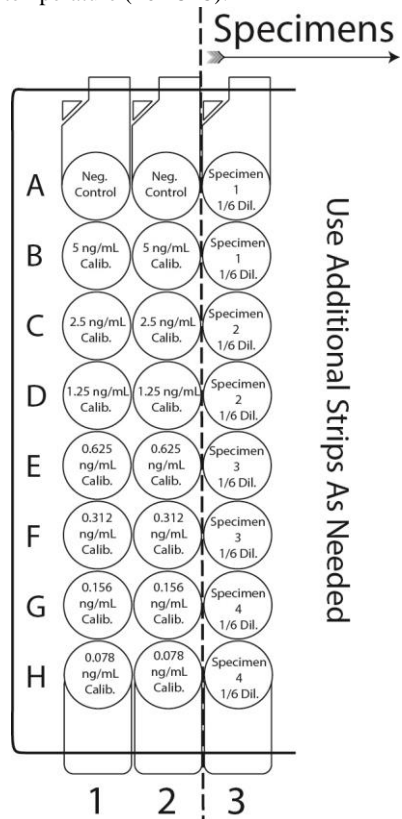 temperature
Specimens
A
Neg.
Control
Neg.
Control
Specimen
1
1/6 Dil.
B
5 ng/mL
Calib.
5 ng/mL
Calib.
Specimen
1
1/6 Dil.
C
2.5 ng/mL
Calib.
2.5 ng/mL
Calib.
Specimen
2
1/6 Dil.
D
1.25 ng/mL
Calib.
1.25 ng/mL
Calib.
Specimen
2
1/6 Dil.
E
0.625
ng/mL
Calib.
0.625
ng/mL
Calib.
Specimen
3
1/6 Dil.
F
0.312
ng/mL
Calib.
0.312
ng/mL
Calib.
Specimen
3
1/6 Dil.
G
0.156
ng/mL
Calib.
0.156
ng/mL
Calib.
Specimen
4
1/6 Dil.
H
0.078
ng/mL
Calib.
0.078
ng/mL
Calib.
Specimen
4
1/6 Dil.
Use Additional Strips As Needed
1 2 3